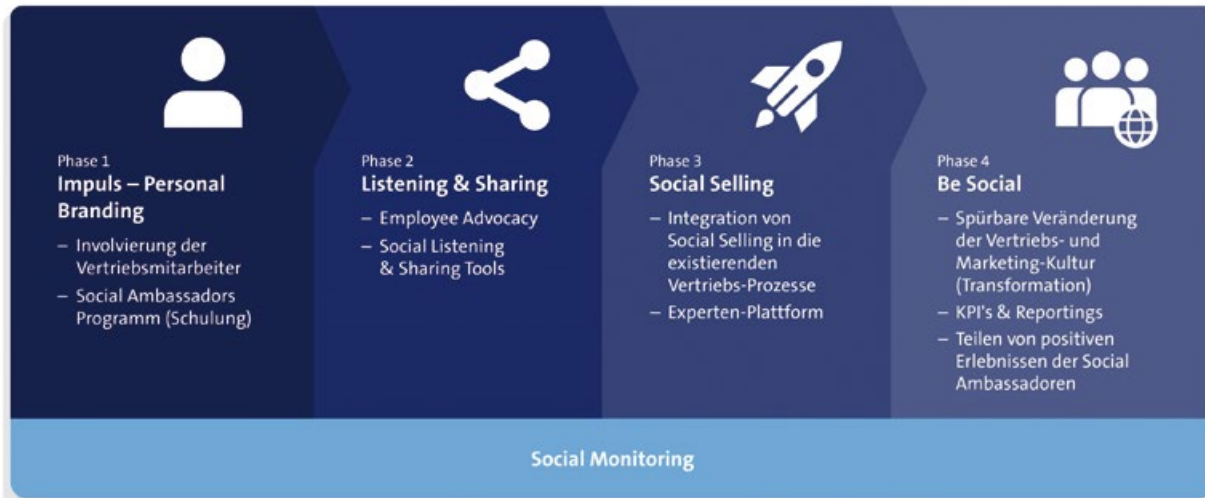 Phase 1
Impuls – Personal
Branding
– Involvierung der
Vertriebsmitarbeiter
– Social Ambassadors
Programm (Schulung)
Phase 2
Listening & Sharing
– Employee Advocacy
– Social Listening
& Sharing Tools
Phase 3
Social Selling
– Integration von
Social Selling in die
existierenden
Vertriebs-Prozesse
– Experten-Plattform
Phase 4
Be Social
– Spürbare Veränderung
der Vertriebs- und
Marketing-Kultur
(Transformation)
– KPI's & Reportings
– Teilen von positiven
Erlebnissen der Social
Ambassadoren
Social Monitoring